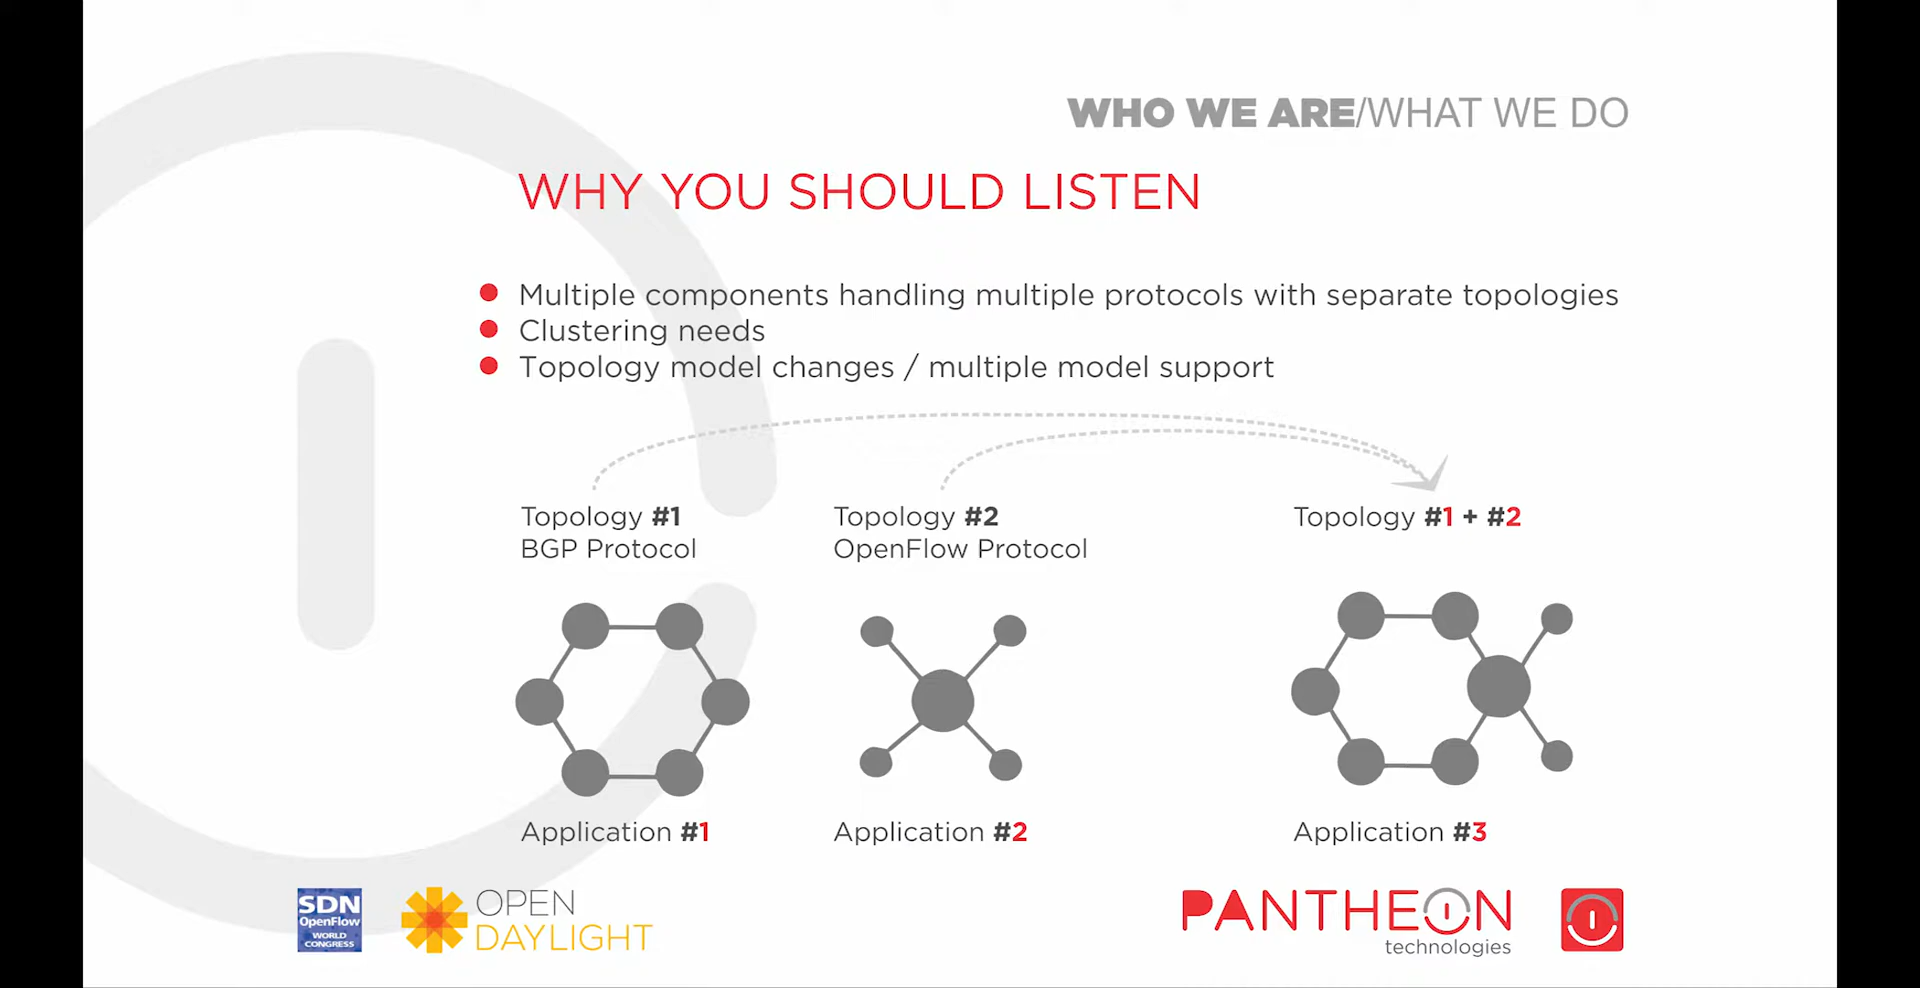 WHO WE ARE/WHAT WE DO
WHY YOU SHOULD LISTEN
Multiple components handling multiple protocols with separate topologies
Clustering needs
Topology model changes / multiple model support
Topology #1
BGP Protocol
Topology #2
OpenFlow Protocol
Topology #1 + #2
Application #1
Application #2
Application #3
SDN
OpenFlow
WORLD
CONGRESS
OPEN
DAYLIGHT
PANTHEON
technologies